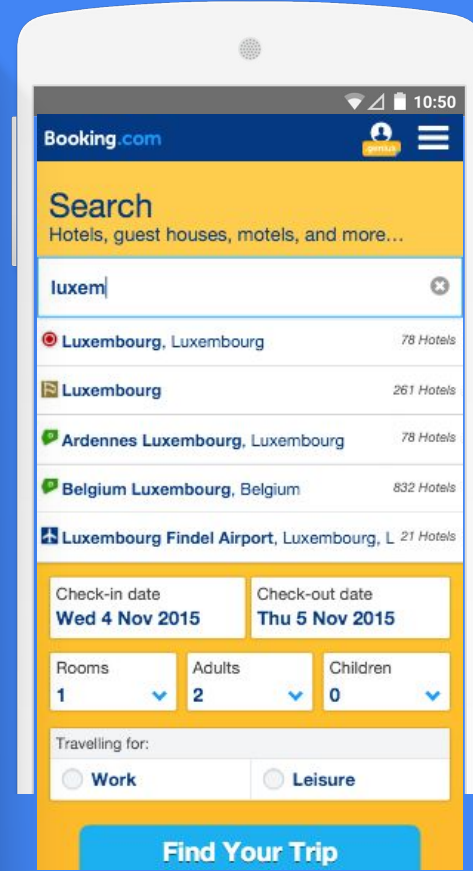 10:50
Booking.com
genius
Search
Hotels, guest houses, motels, and more...
luxem
Luxembourg, Luxembourg 78 Hotels
Luxembourg 261 Hotels
Ardennes Luxembourg, Luxembourg 78 Hotels
Belgium Luxembourg, Belgium 832 Hotels
Luxembourg Findel Airport, Luxembourg, L 21 Hotels
Check-in date Check-out date
Wed 4 Nov 2015 Thu 5 Nov 2015
Rooms Adults Children
1 2 0
Travelling for:
Work Leisure
Find Your Trip